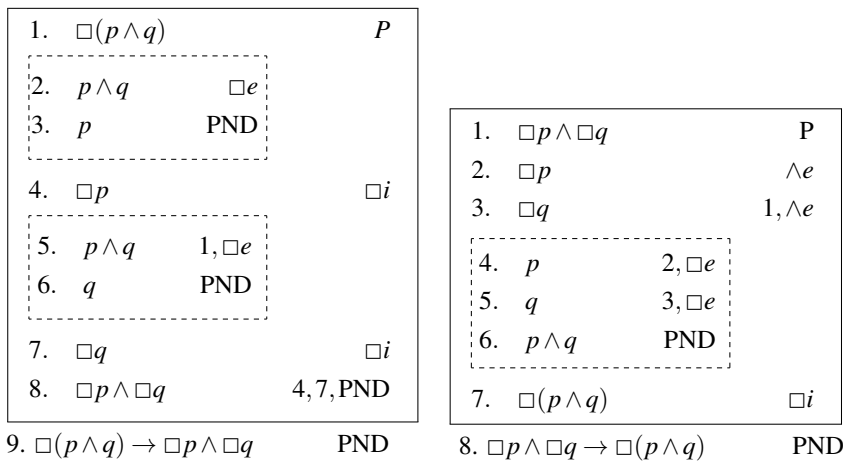 1. □(p ∧ q) P
2. p ∧ q □e
3. p PND
4. □p □i
5. p ∧ q 1, □e
6. q PND
7. □q □i
8. □p ∧ □q 4, 7, PND
9. □(p ∧ q) → □p ∧ □q PND
1. □p ∧ □q P
2. □p ∧e
3. □q 1, ∧e
4. p 2, □e
5. q 3, □e
6. p ∧ q PND
7. □(p ∧ q) □i
8. □p ∧ □q → □(p ∧ q) PND